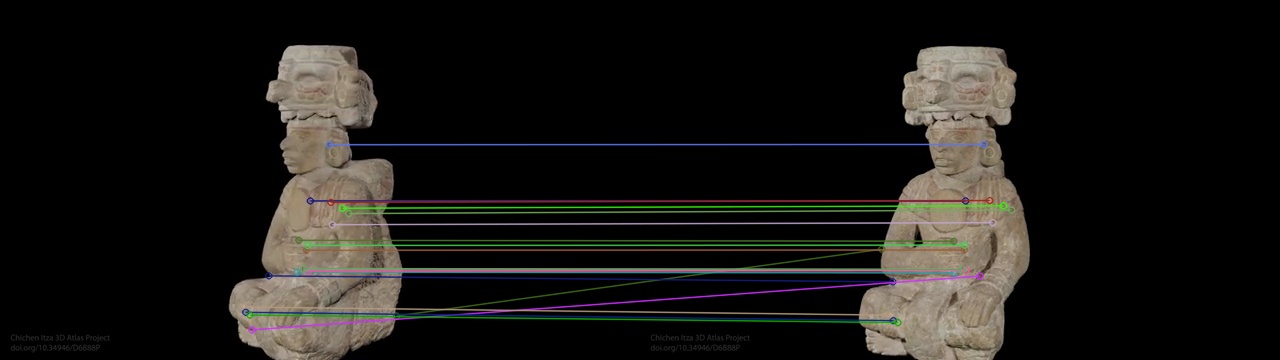 Chichen Itza 3D Atlas Project
doi.org/10.34946/D6B88P
Chichen Itza 3D Atlas Project
doi.org/10.34946/D6B88P